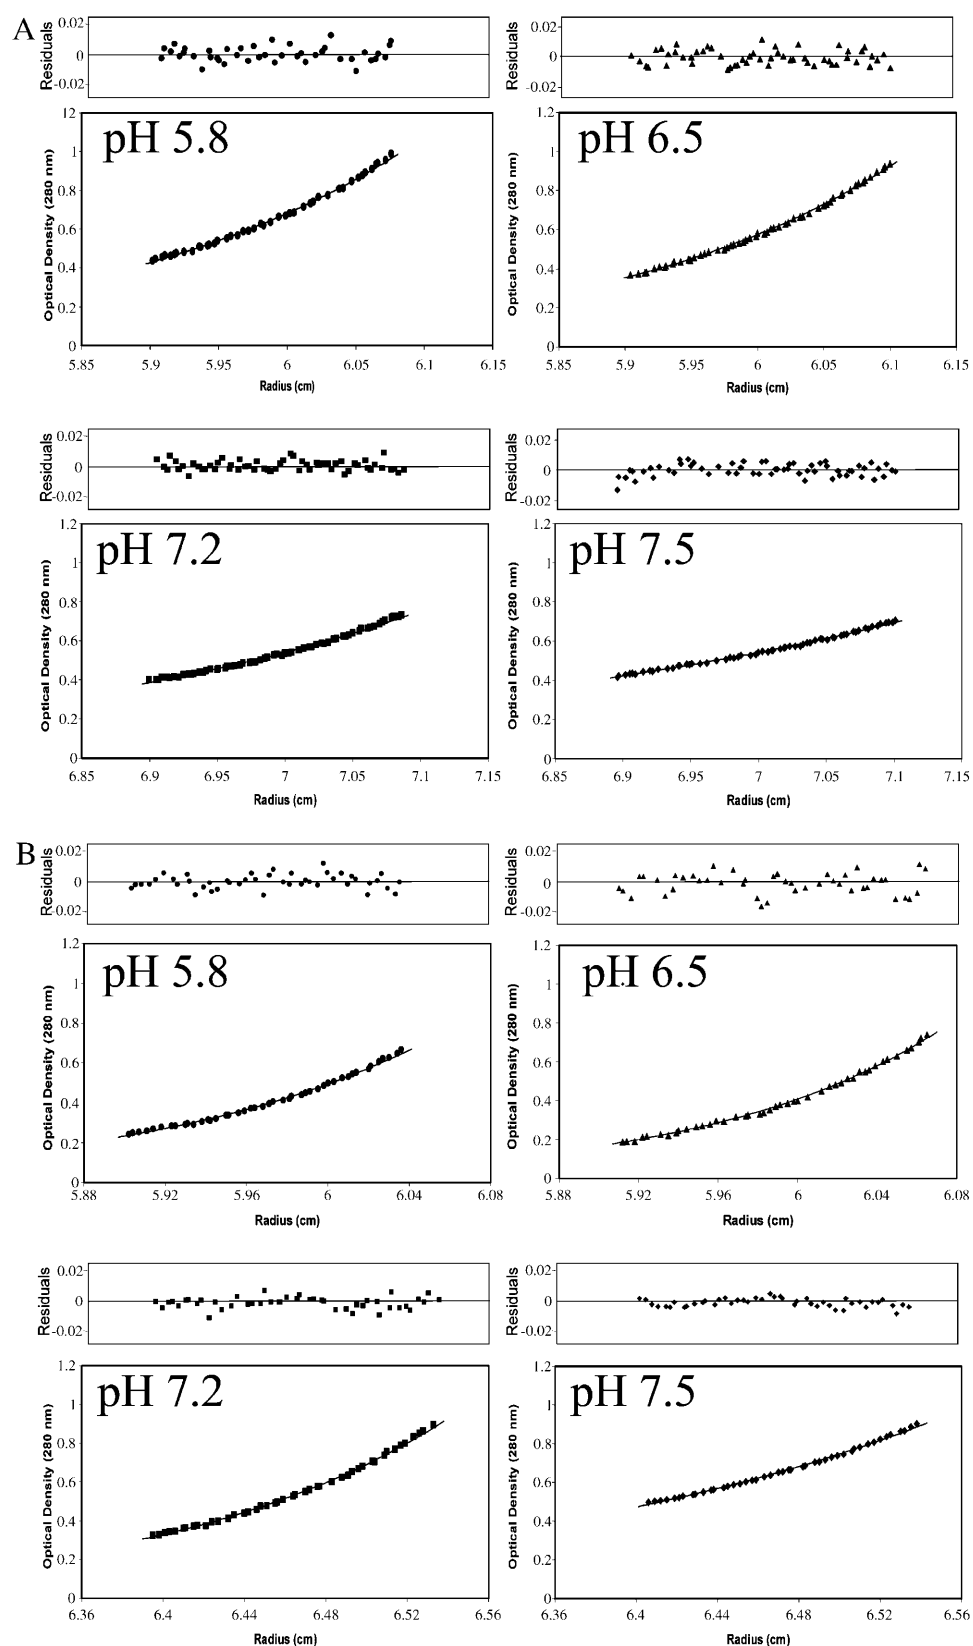 A
Residuals
0.02
0
-0.02
Residuals
0.02
0
-0.02
pH 5.8
Optical Density (280 nm)
12
1
0.8
0.6
0.4
0.2
0
5.85 5.9 5.95 6 6.05 6.1 6.15
Radius (cm)
pH 6.5
Optical Density (280 nm)
1.2
1
0.8
0.6
0.4
0.2
0
5.85 5.9 5.95 6 6.05 6.1 6.15
Radius (cm)
Residuals
0.02
0
-0.02
Residuals
0.02
0
-0.02
pH 7.2
Optical Density (280 nm)
1.2
1
0.8
0.6
0.4
0.2
0
6.85 6.9 6.95 7 7.05 7.1 7.15
Radius (cm)
pH 7.5
Optical Density (280 nm)
1.2
1
0.8
0.6
0.4
0.2
0
6.85 6.9 6.95 7 7.05 7.1 7.15
Radius (cm)
B
Residuals
0.02
0
-0.02
Residuals
0.02
0
-0.02
pH 5.8
Optical Density (280 nm)
1.2
1
0.8
0.6
0.4
0.2
0
5.88 5.92 5.96 6 6.04 6.08
Radius (cm)
pH 6.5
Optical Density (280 nm)
1.2
1
0.8
0.6
0.4
0.2
0
5.88 5.92 5.96 6 6.04 6.08
Radius (cm)
Residuals
0.02
0
-0.02
Residuals
0.02
0
-0.02
pH 7.2
Optical Density (280 nm)
1.2
1
0.8
0.6
0.4
0.2
0
6.36 6.4 6.44 6.48 6.52 6.56
Radius (cm)
pH 7.5
Optical Density (280 nm)
1.2
1
0.8
0.6
0.4
0.2
0
6.36 6.4 6.44 6.48 6.52 6.56
Radius (cm)